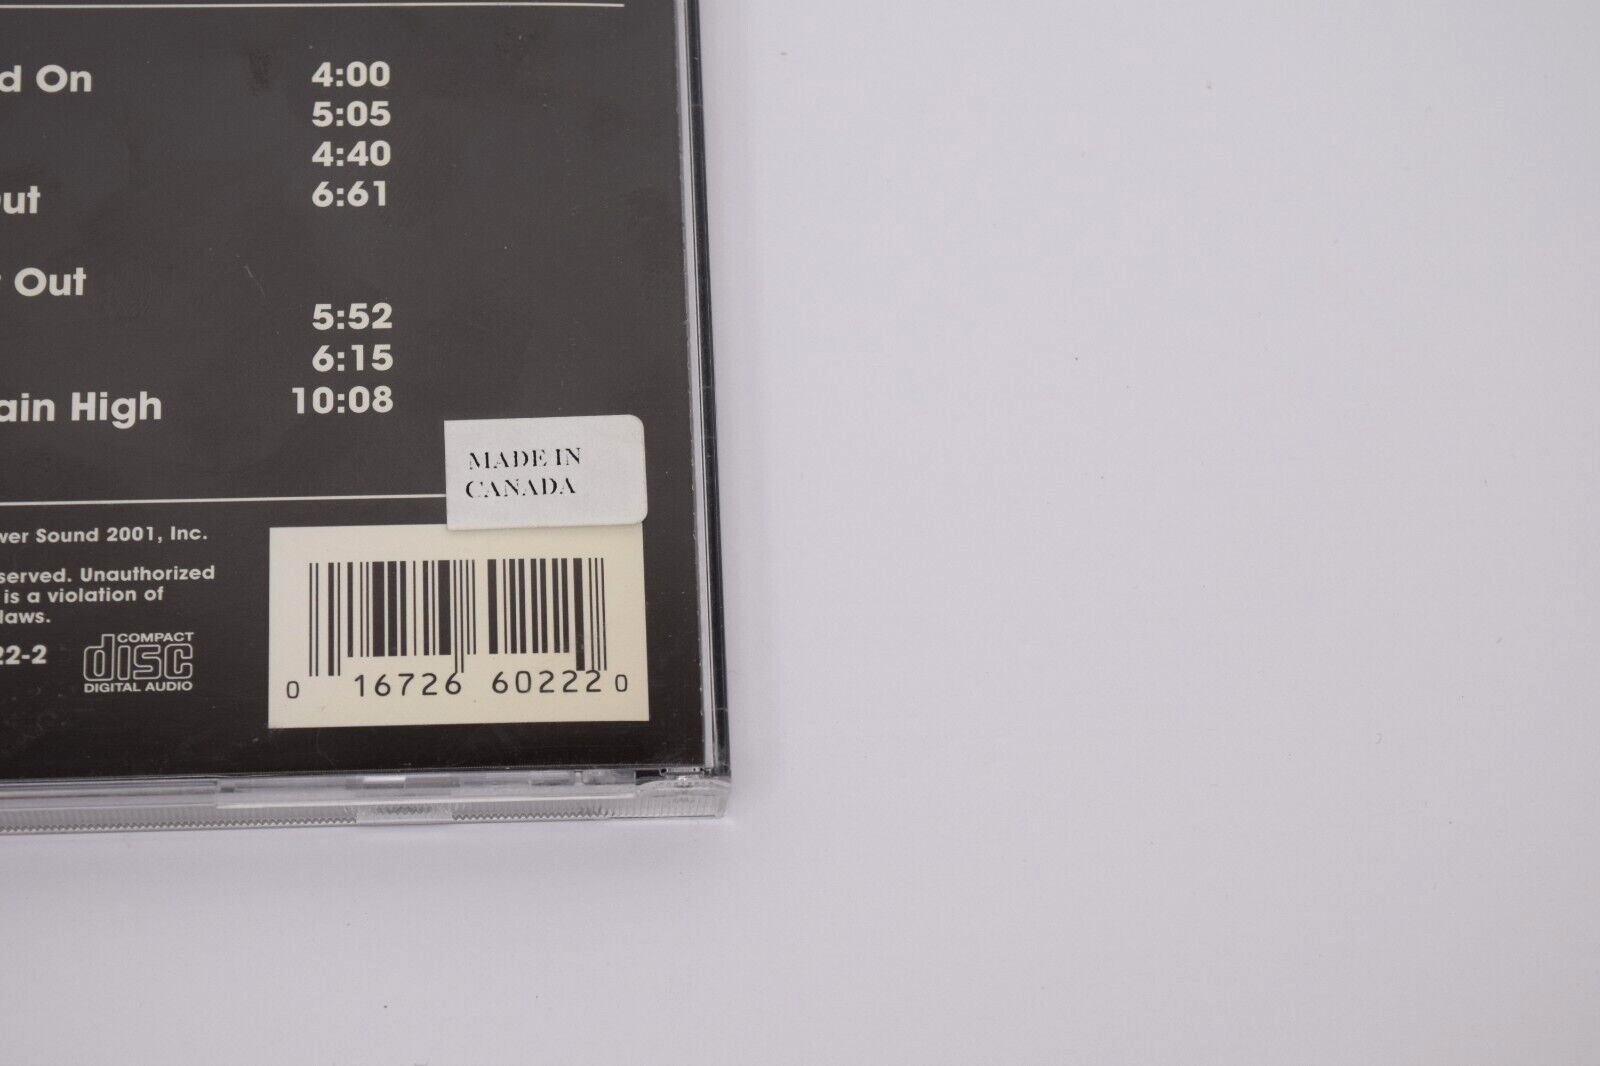 d On 4:00
5:05
4:40
out 6:61
Out
5:52
6:15
ain High 10:08
MADE IN
CANADA
wer Sound 2001, Inc.
served. Unauthorized
is a violation of
laws.
22-2
COMPACT
disc
DIGITAL AUDIO
0 16726 60222 0